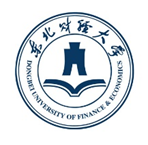 东北财经大学
DONGBEI UNIVERSITY OF FINANCE & ECONOMICS